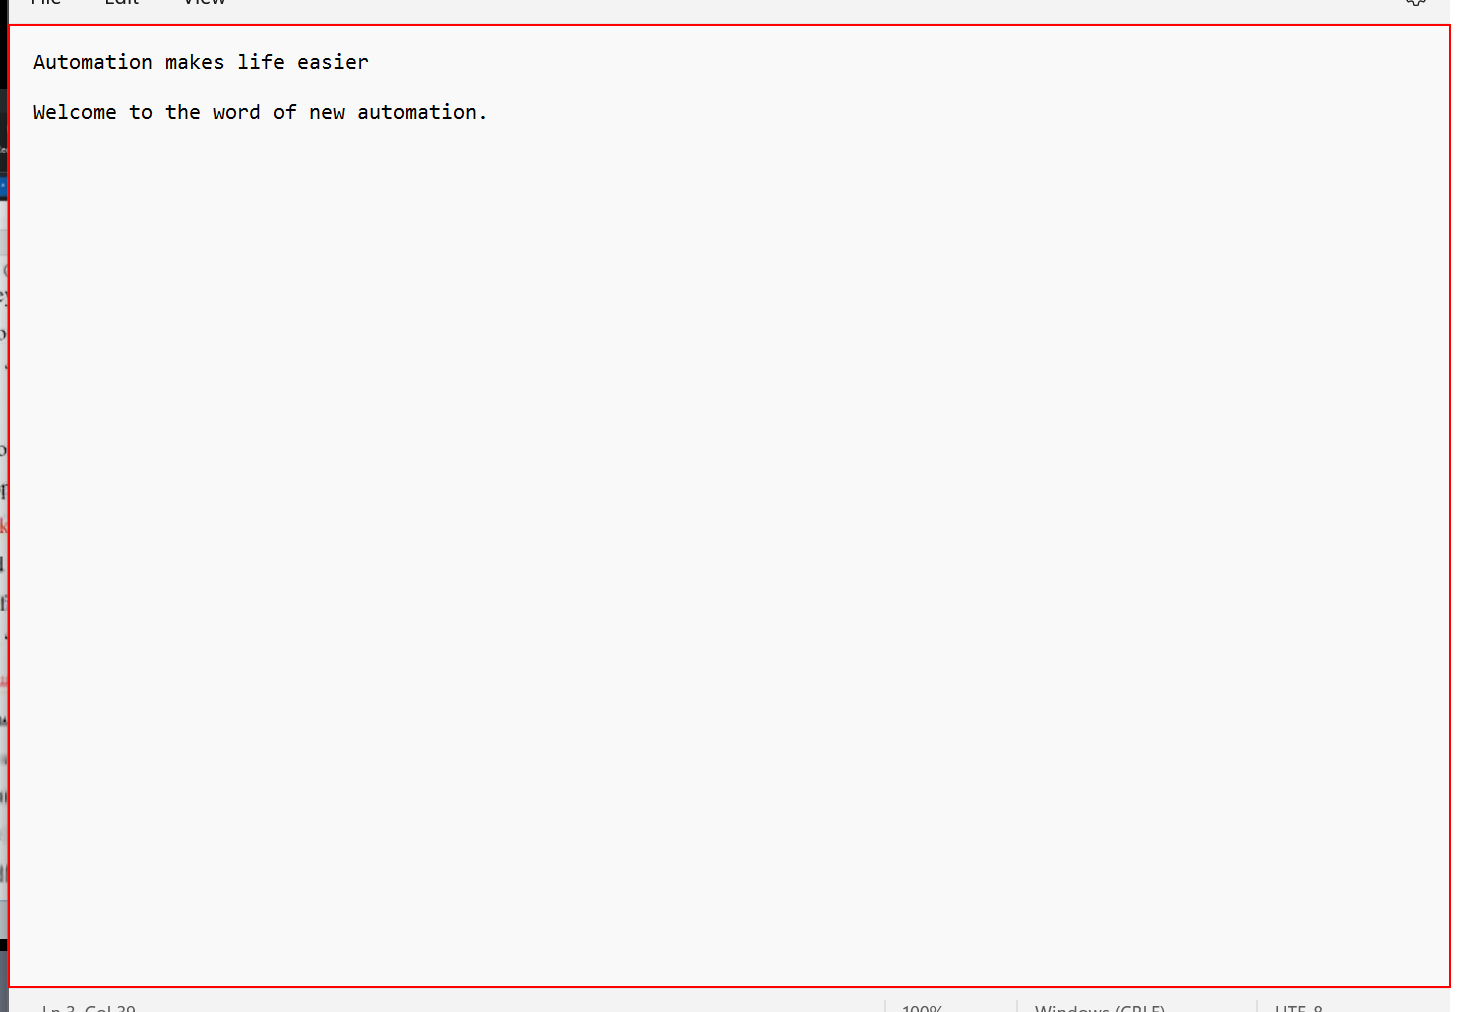 File Edit View
Automation makes life easier
Welcome to the word of new automation.
Ln 3, Col 39 100% Windows (CRLF) UTF-8